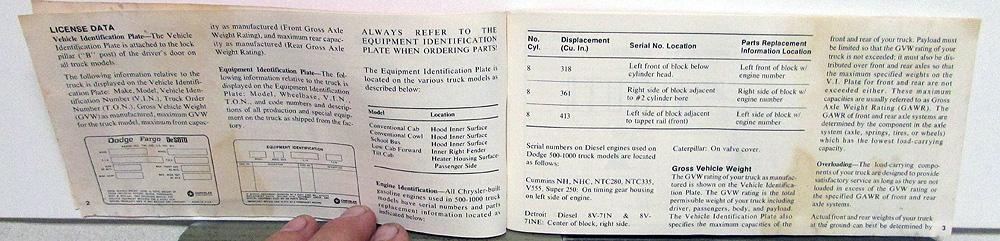 LICENSE DATA
Vehicle Identification Plate—The Vehicle
Identification Plate is attached to the lock
pillar ("B" post) of the driver's door on
all truck models.
The following information relative to the
truck is displayed on the Vehicle Identifi-
cation Plate: Make, Model, Vehicle Iden-
tification Number (V.I.N.), Truck Order
Number (T.O.N.), Gross Vehicle Weight
(GVW) as manufactured, maximum GVW
for the truck model, maximum front capac-
Dodge Fargo DeSoto
CHRYSLER
2
ity as manufactured (Front Gross Axle
Weight Rating), and maximum rear capac-
ity as manufactured (Rear Gross Axle
Weight Rating).
Equipment Identification Plate—The fol-
lowing information relative to the truck is
displayed on the Equipment Identification
Plate: Model, Wheelbase, V.I.N.,
T.O.N., and code numbers and descrip-
tions of all production and special equip-
ment on the truck as shipped from the fac-
tory.
EQUIPMENT IDENTIFICATION
CHRYSLER
ALWAYS REFER TO THE
EQUIPMENT IDENTIFICATION
PLATE WHEN ORDERING PARTS!
The Equipment Identification Plate is
located on the various truck models as
described below:
Model Location
Conventional Cab Hood Inner Surface
Conventional Cowl Hood Inner Surface
School Bus Hood Inner Surface
Low Cab Forward Inner Right Fender
Tilt Cab Heater Housing Surface-
Passenger Side
Engine Identification—All Chrysler-built
gasoline engines used in 500-1000 truck
models have serial numbers and parts
replacement information located as
indicated below:
No. Cyl. Displacement (Cu. In.) Serial No. Location Parts Replacement Information Location
8 318 Left front of block below cylinder head. Left front of block w/ engine number
8 361 Right side of block adjacent to #2 cylinder bore Right side of block w/ engine number
8 413 Left side of block adjacent to tappet rail (front) Left side of block w/ engine number
Serial numbers on Diesel engines used on
Dodge 500-1000 truck models are located
as follows:
Cummins NH, NHC, NTC280, NTC335,
V555, Super 250: On timing gear housing
on left side of engine.
Detroit Diesel 8V-71N & 8V-
71NE: Center of block, right side.
Caterpillar: On valve cover.
Gross Vehicle Weight
The GVW rating of your truck as manufac-
tured is shown on the Vehicle Identifica-
tion Plate. The GVW rating is the total
permissible weight of your truck including
driver, passengers, body, and payload.
The Vehicle Identification Plate also
specifies the maximum capacities of the
front and rear of your truck. Payload must
be limited so that the GVW rating of your
truck is not exceeded; it must also be dis-
tributed over front and rear axles so that
the maximum specified weights on the
V.I. Plate for front and rear are not
exceeded either. These maximum
capacities are usually referred to as Gross
Axle Weight Rating (GAWR). The
GAWR of front and rear axle systems are
determined by the component in the axle
system (axle, springs, tires, or wheels)
which has the lowest load-carrying
capacity.
Overloading—The load-carrying compo-
nents of your truck are designed to provide
satisfactory service as long as they are not
loaded in excess of the GVW rating or
the specified GAWR of front and rear
axle systems.
Actual front and rear weights of your truck
at the ground can best be determined by
3